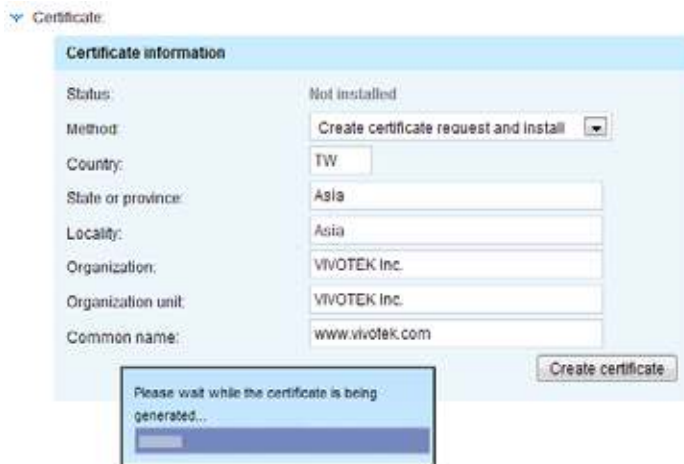 Certificate:
Certificate information
Status: Not installed
Method: Create certificate request and install
Country: TW
State or province: Asia
Locality: Asia
Organization: VIVOTEK Inc.
Organization unit: VIVOTEK Inc.
Common name: www.vivotek.com
Create certificate
Please wait while the certificate is being
generated...